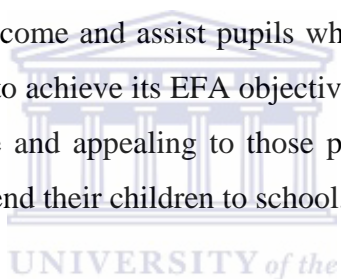 come and assist pupils wh
o achieve its EFA objectiv
and appealing to those p
end their children to school.
UNIVERSITY of the